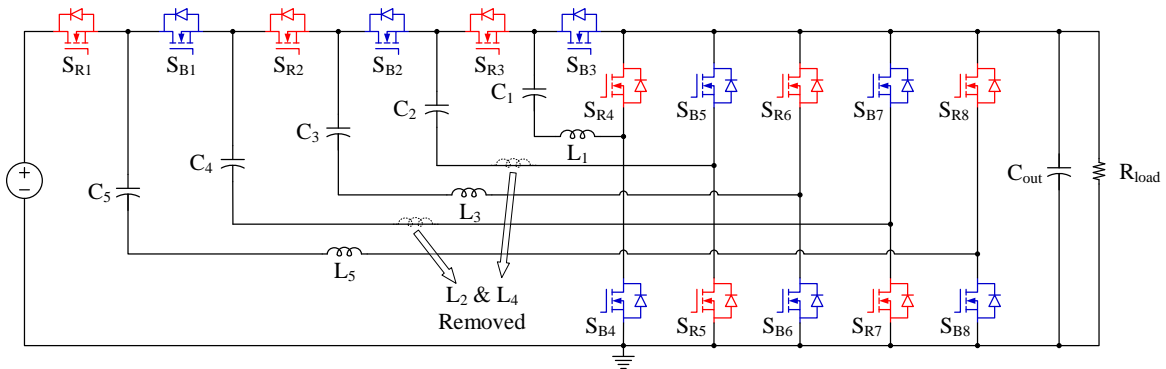 S_R1 S_B1 S_R2 S_B2 S_R3 S_B3
C_1
S_R4 S_B5 S_R6 S_B7 S_R8
C_2
C_3
L_1
C_4
C_5
C_out
R_load
L_3
L_5
L_2 & L_4
Removed
S_B4 S_R5 S_B6 S_R7 S_B8